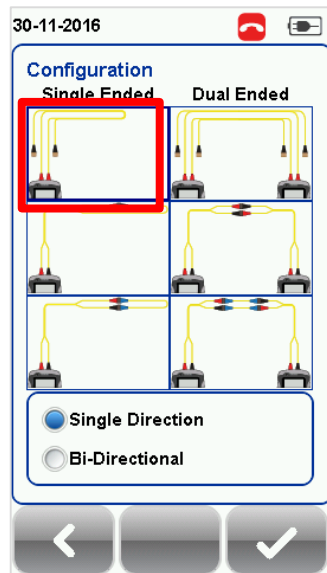 30-11-2016
Configuration
Single Ended Dual Ended
Single Direction
Bi-Directional